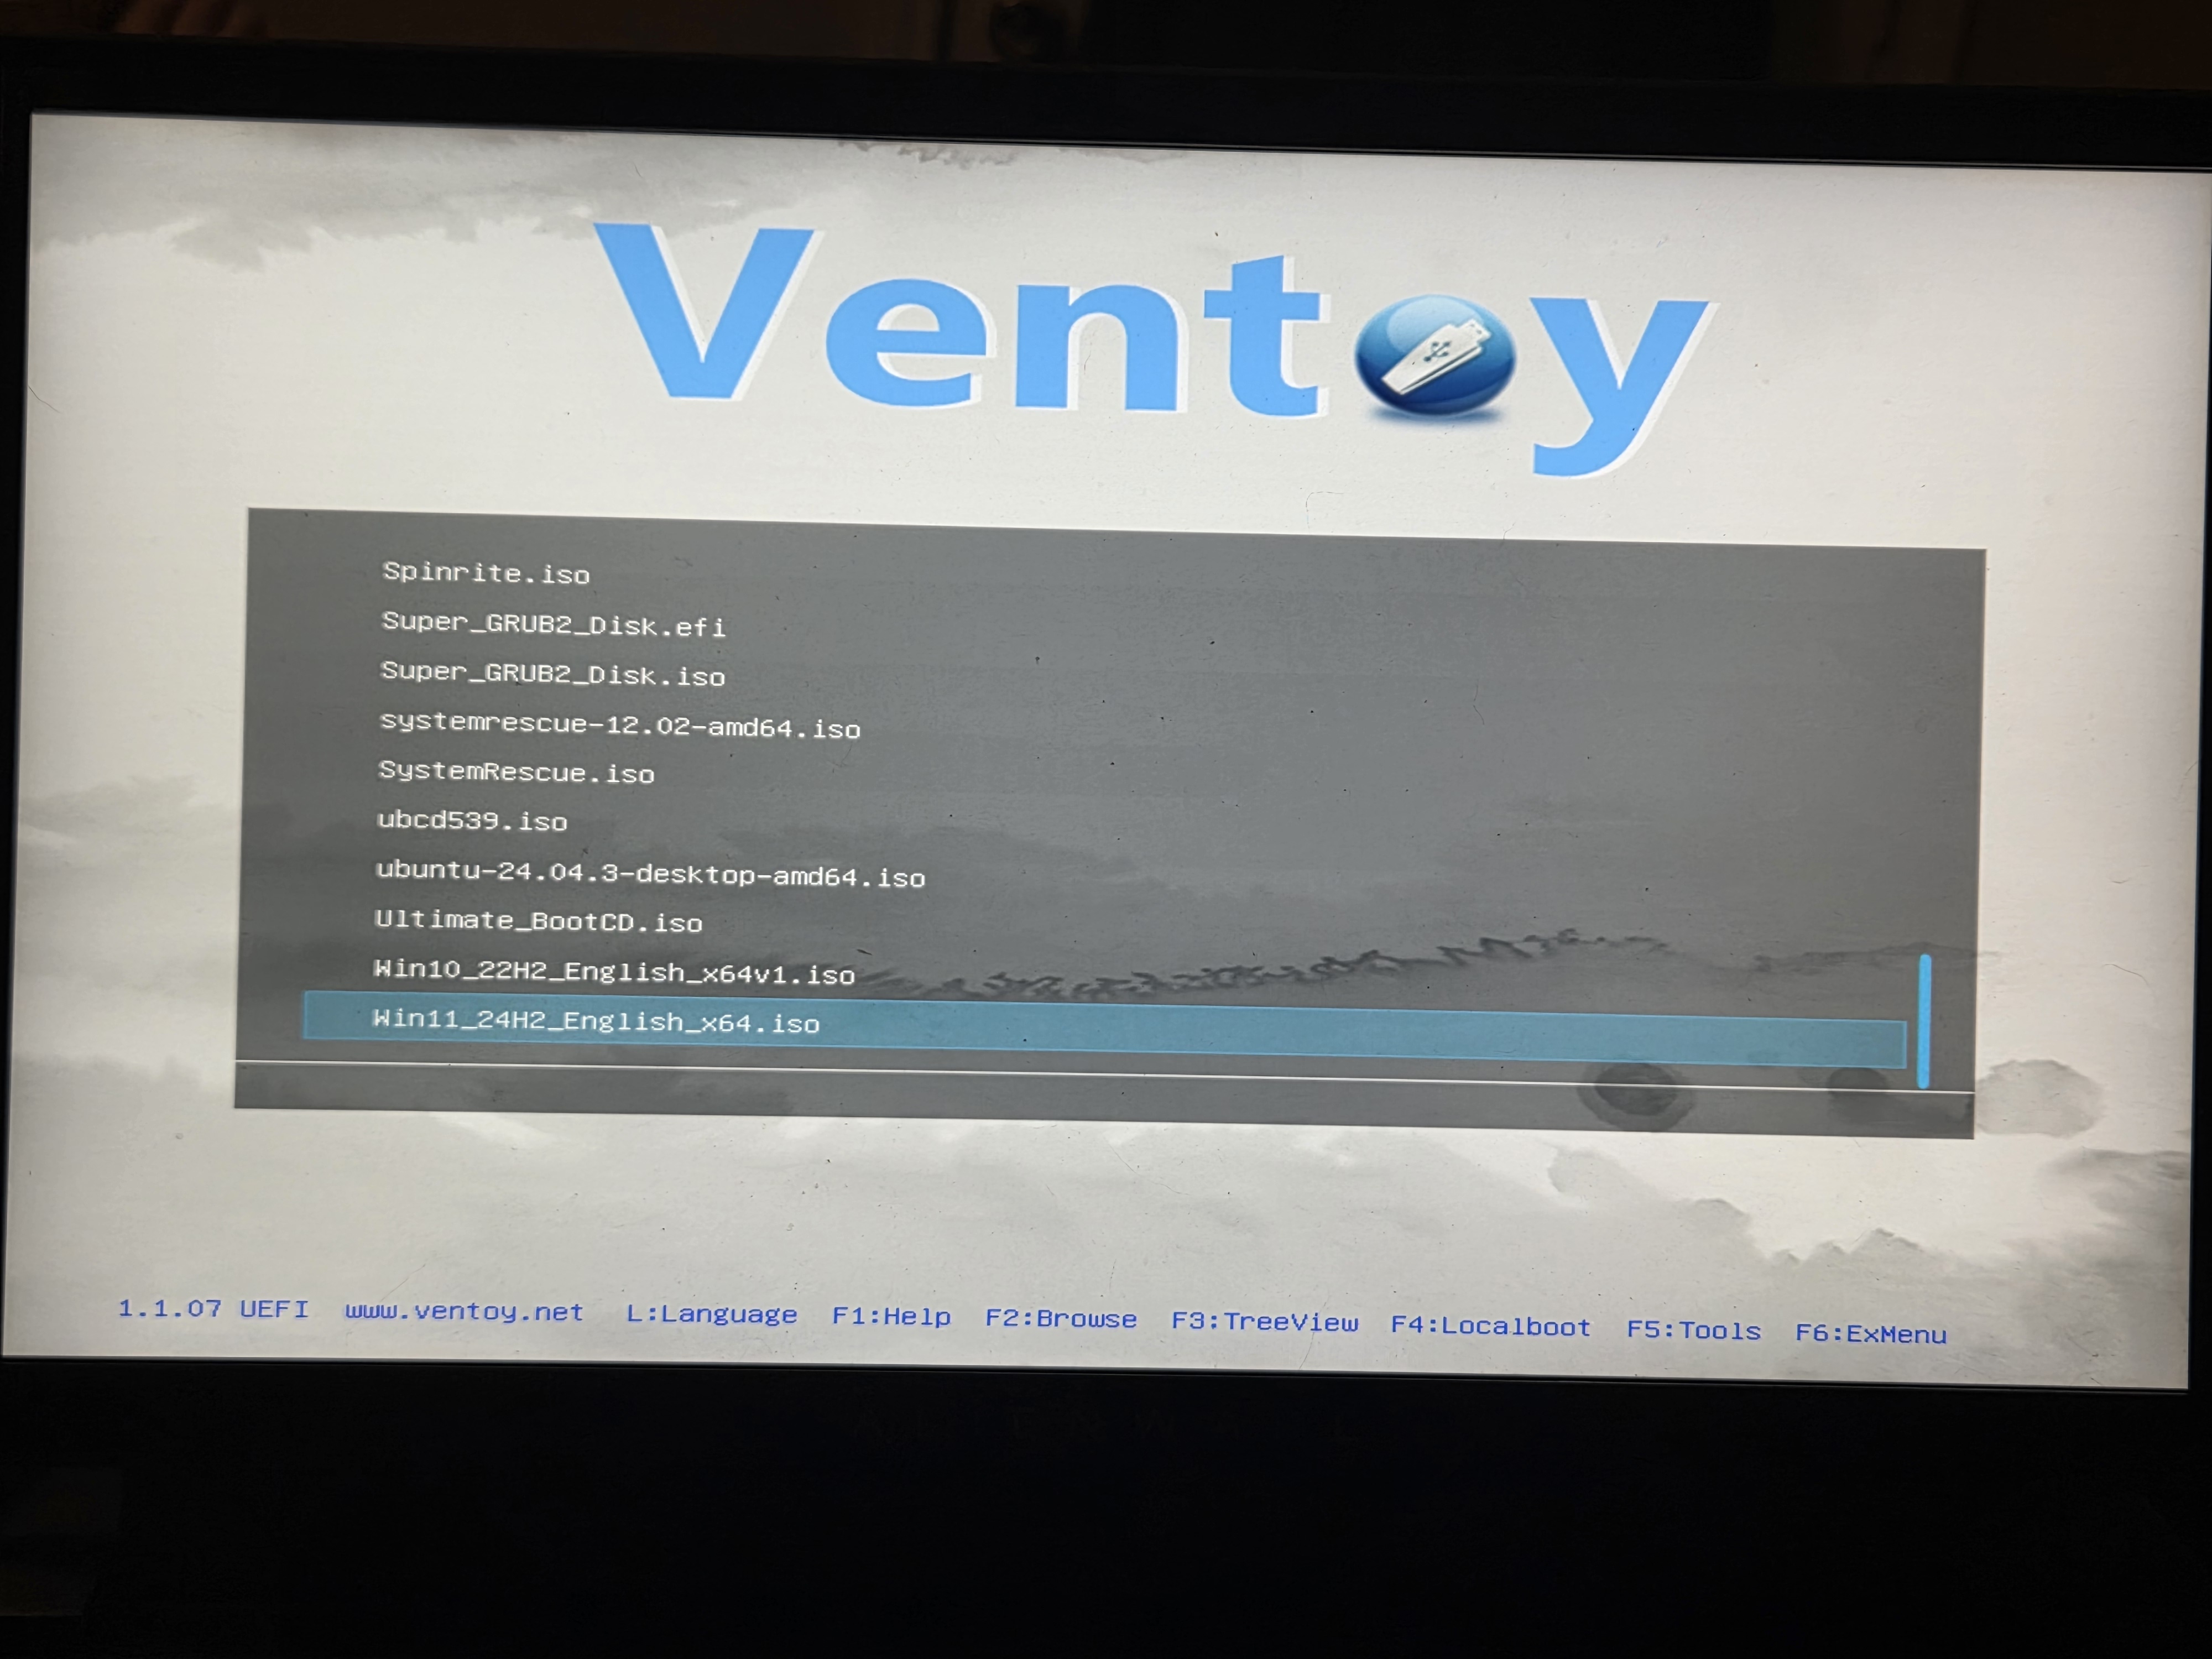 Ventoy
Spinrite.iso
Super_GRUB2_Disk.efi
Super_GRUB2_Disk.iso
systemrescue-12.02-amd64.iso
SystemRescue.iso
ubcd539.iso
ubuntu-24.04.3-desktop-amd64.iso
Ultimate_BootCD.iso
Win10_22H2_English_x64v1.iso
Win11_24H2_English_x64.iso
1.1.07 UEFI www.ventoy.net L:Language F1:Help F2:Browse F3:TreeView F4:Localboot F5:Tools F6:ExMenu